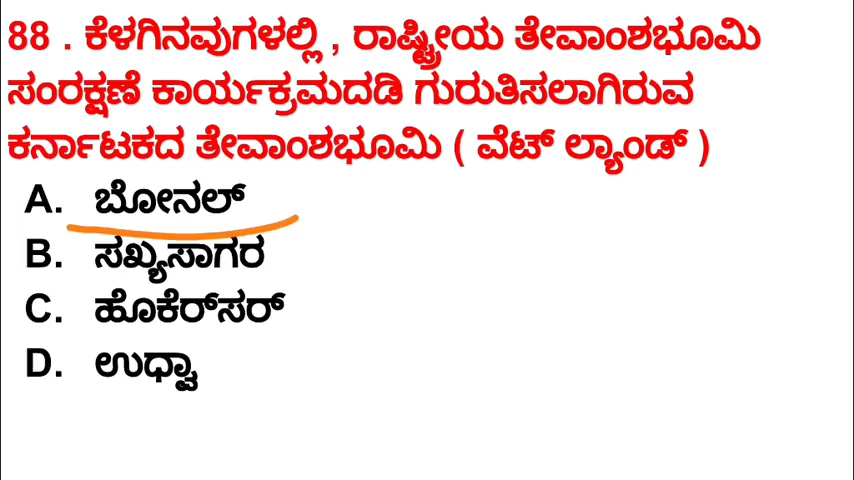 88 . ಕೆಳಗಿನವುಗಳಲ್ಲಿ , ರಾಷ್ಟ್ರೀಯ ತೇವಾಂಶಭೂಮಿ
ಸಂರಕ್ಷಣೆ ಕಾರ್ಯಕ್ರಮದಡಿ ಗುರುತಿಸಲಾಗಿರುವ
ಕರ್ನಾಟಕದ ತೇವಾಂಶಭೂಮಿ ( ವೆಟ್ ಲ್ಯಾಂಡ್ )
A. ಬೋನಲ್
B. ಸಖ್ಯಸಾಗರ
C. ಹೊಕೆರ್‌ಸರ್
D. ಉಧ್ವಾ